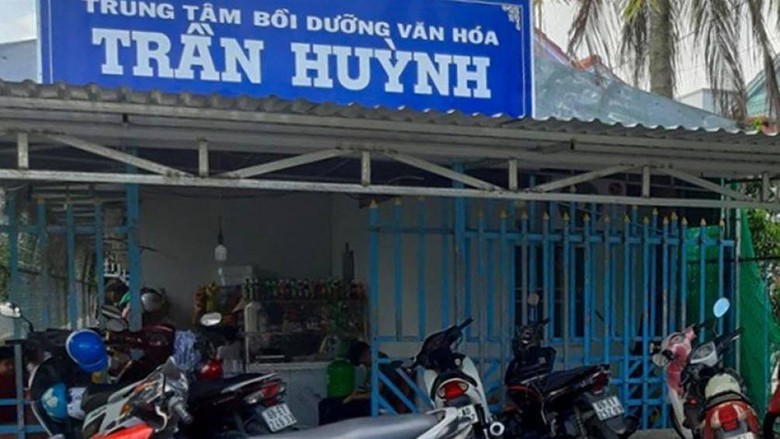 TRUNG TÂM BỒI DƯỠNG VĂN HÓA
TRẦN HUỲNH